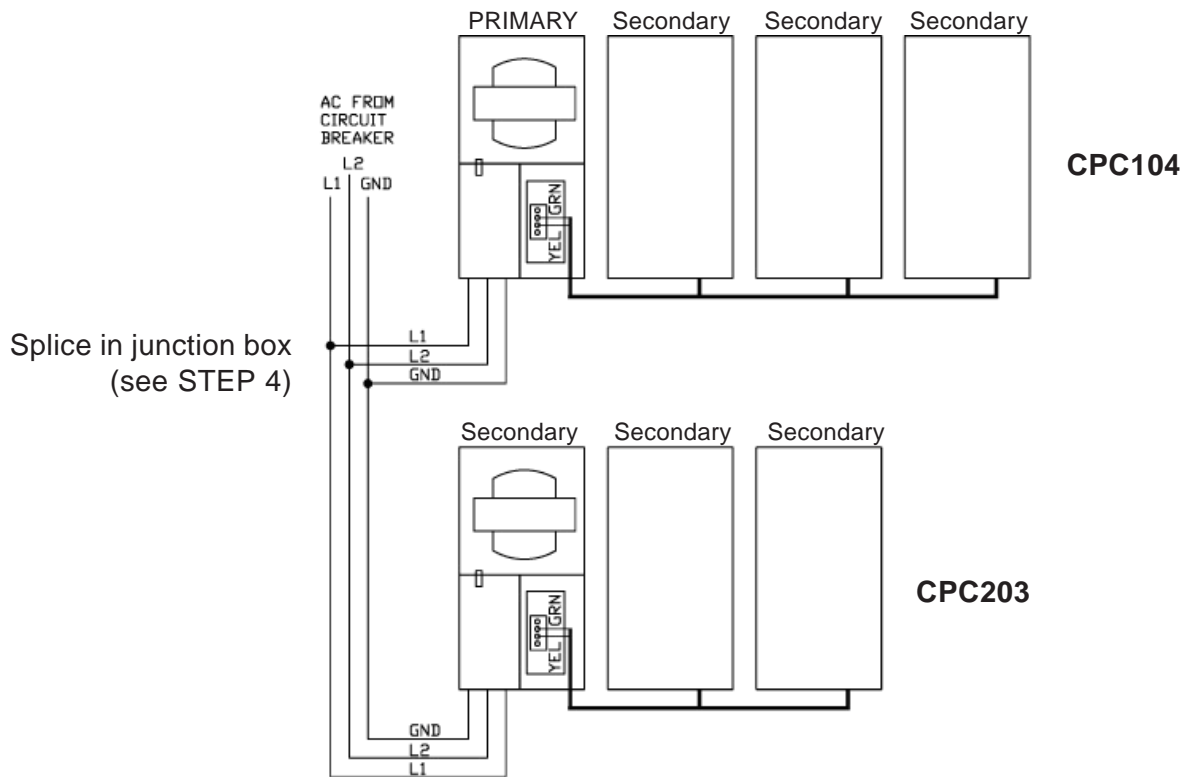 PRIMARY
Secondary
Secondary
Secondary
AC FROM
CIRCUIT
BREAKER
L2
L1 GND
YEL GRN
CPC104
L1
L2
GND
Splice in junction box
(see STEP 4)
Secondary
Secondary
Secondary
YEL GRN
CPC203
GND
L2
L1